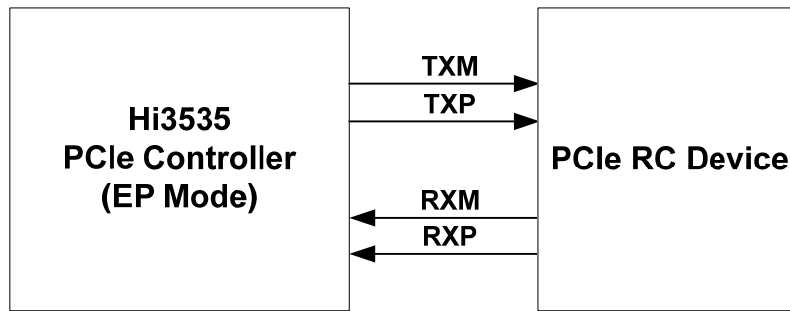 Hi3535
PCIe Controller
(EP Mode)
TXM
TXP
RXM
RXP
PCIe RC Device